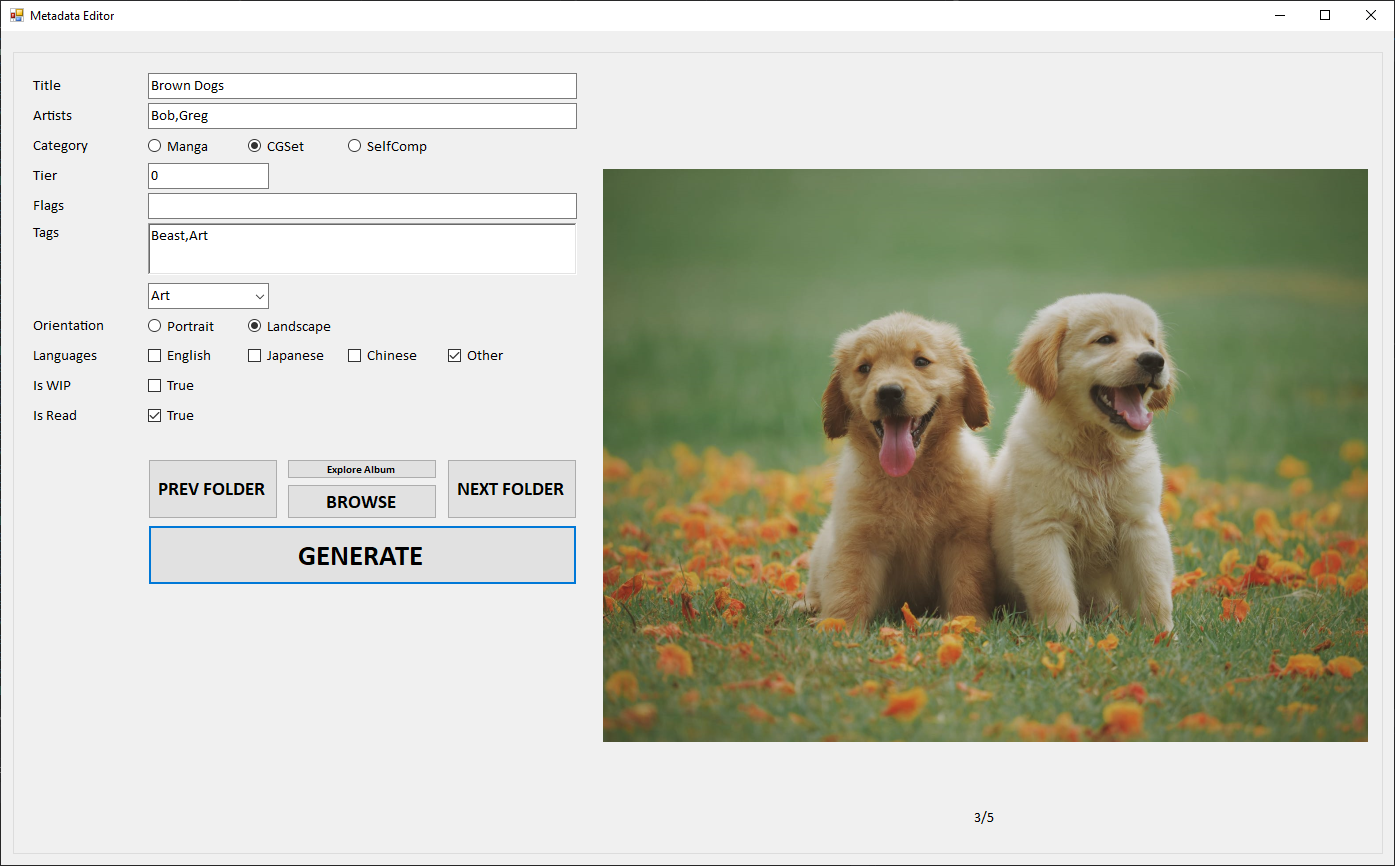 Metadata Editor
Title Brown Dogs
Artists Bob,Greg
Category Manga CGSet SelfComp
Tier 0
Flags
Tags Beast,Art
Art
Orientation Portrait Landscape
Languages English Japanese Chinese Other
Is WIP True
Is Read True
PREV FOLDER Explore Album NEXT FOLDER
BROWSE
GENERATE
3/5